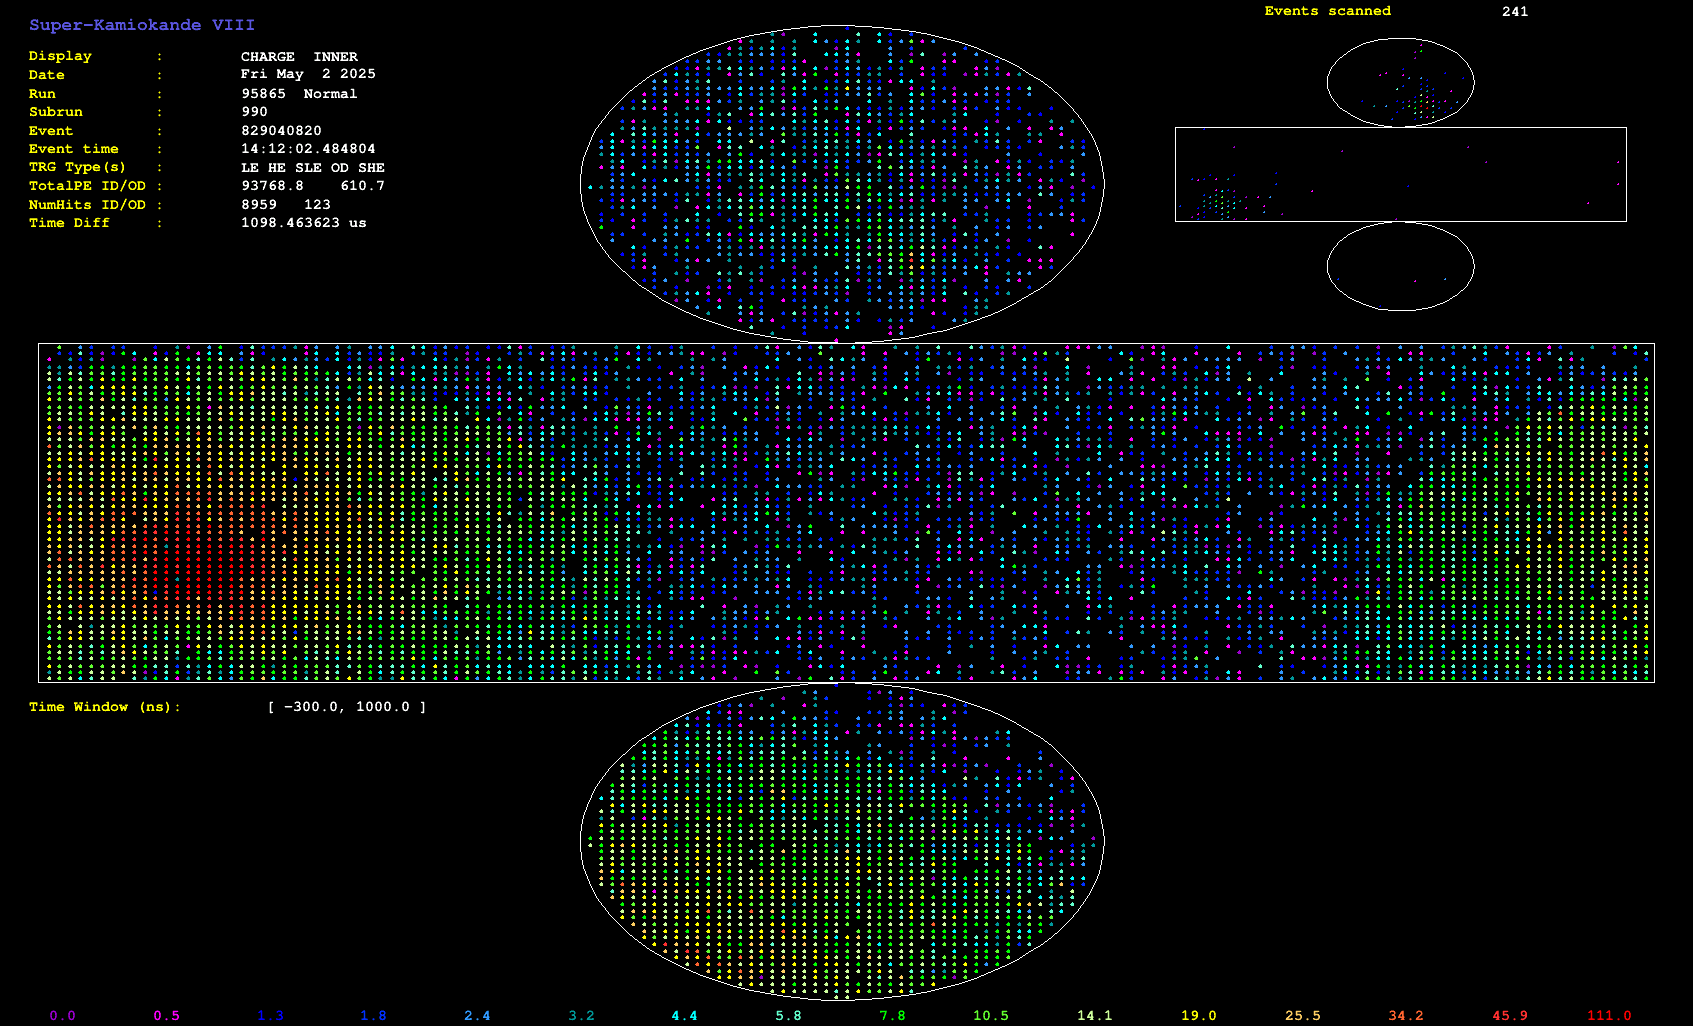 Super-Kamiokande VIII
Events scanned 241
Display : CHARGE INNER
Date : Fri May 2 2025
Run : 95865 Normal
Subrun : 990
Event : 829040820
Event time : 14:12:02.484804
TRG Type(s) : LE HE SLE OD SHE
TotalPE ID/OD : 93768.8 610.7
NumHits ID/OD : 8959 123
Time Diff : 1098.463623 us
Time Window (ns): [ -300.0, 1000.0 ]
0.0 0.5 1.3 1.8 2.4 3.2 4.4 5.8 7.8 10.5 14.1 19.0 25.5 34.2 45.9 111.0